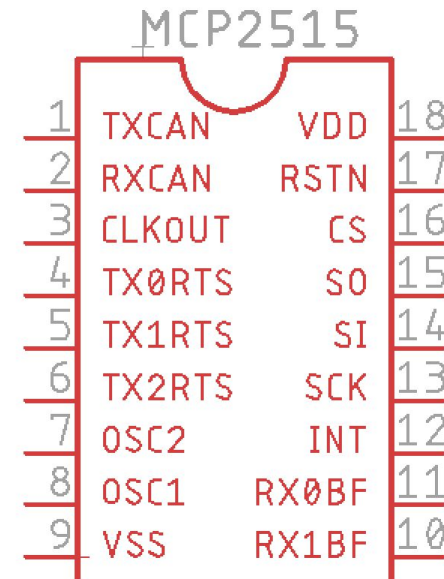 MCP2515
1 TXCAN VDD 18
2 RXCAN RSTN 17
3 CLKOUT CS 16
4 TX0RTS SO 15
5 TX1RTS SI 14
6 TX2RTS SCK 13
7 OSC2 INT 12
8 OSC1 RX0BF 11
9 VSS RX1BF 10